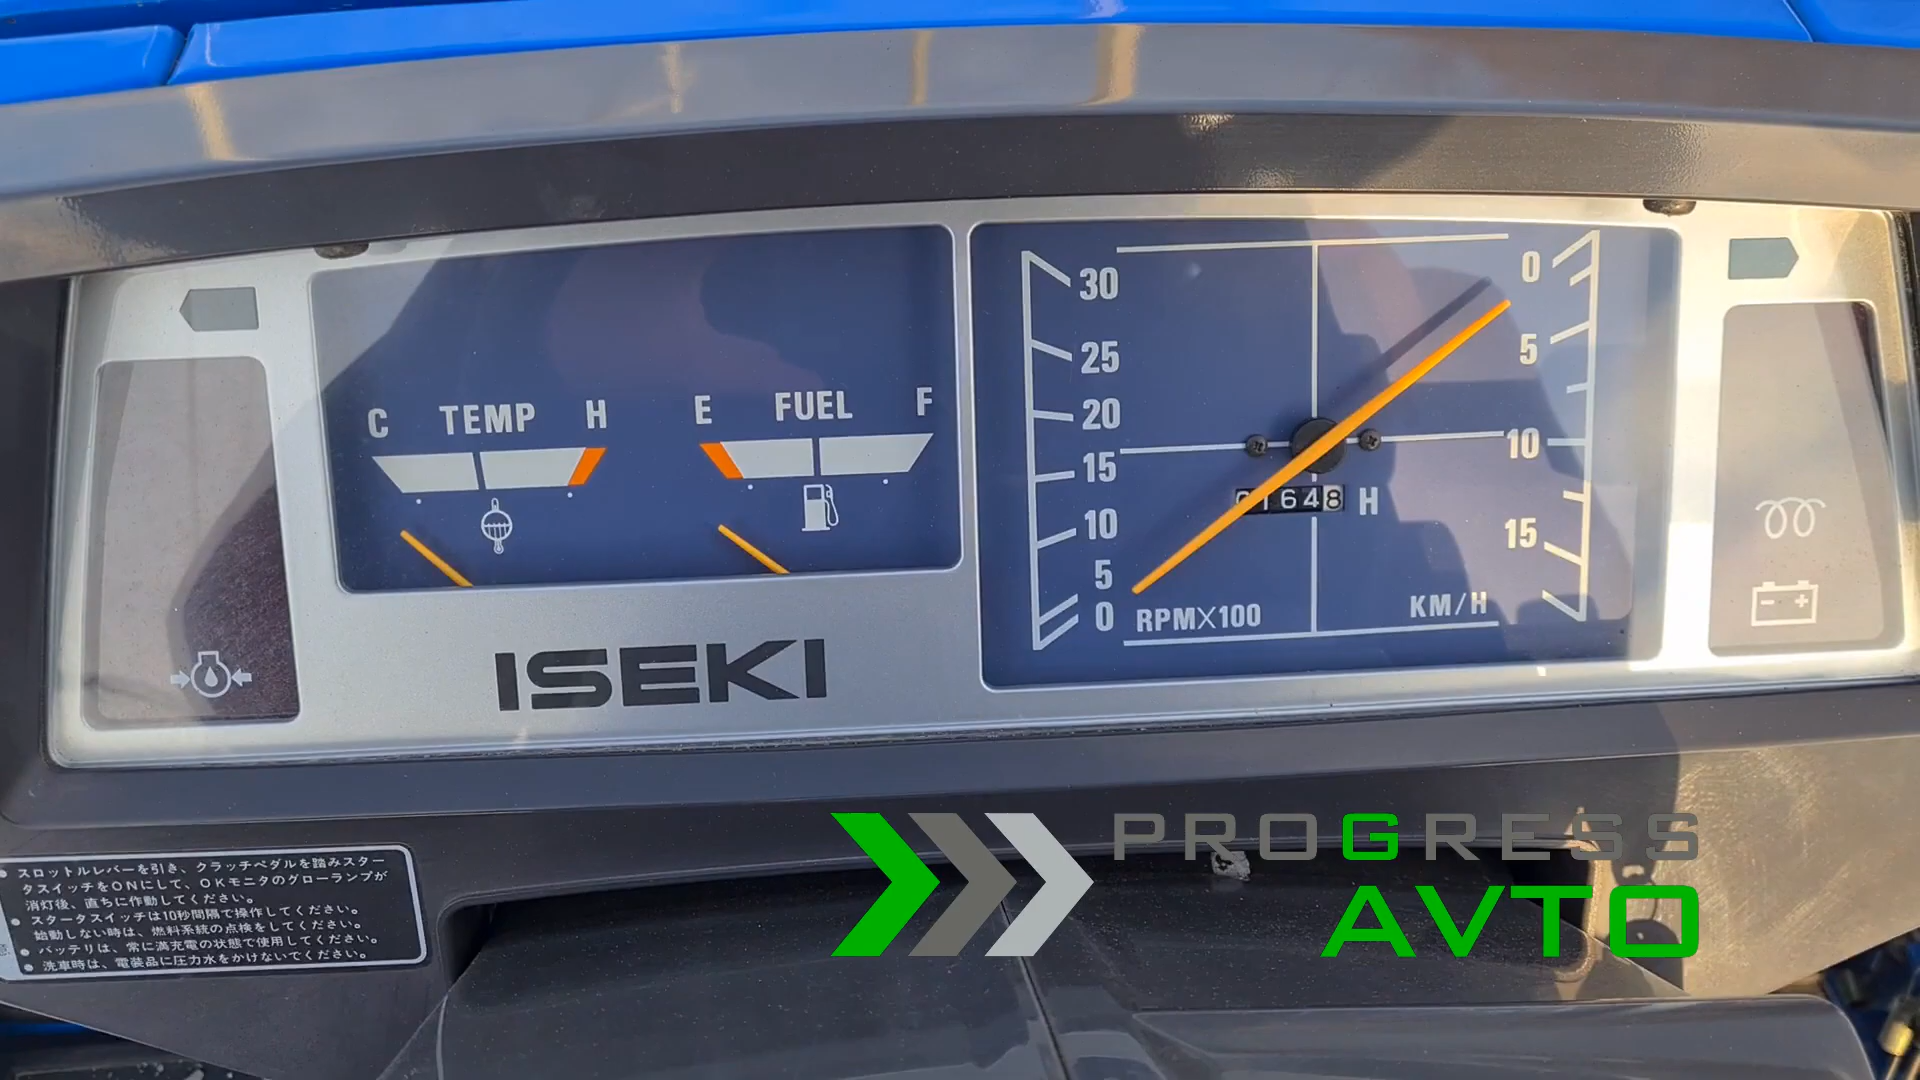 C TEMP H
E FUEL F
30
25
20
15
10
5
0
RPMX100
0
5
10
15
KM/H
1648 H
ISEKI
PROGRESS
AVTO
スロットルレバーを引き、クラッチペダルを踏みスター
タスイッチをONにして、OKモニタのグローランプが
消灯後、直ちに作動してください。
スタータスイッチは10秒間隔で操作してください。
始動しない時は、燃料系統の点検をしてください。
バッテリは、常に満充電の状態で使用してください。
洗車時は、電装品に圧力水をかけないでください。